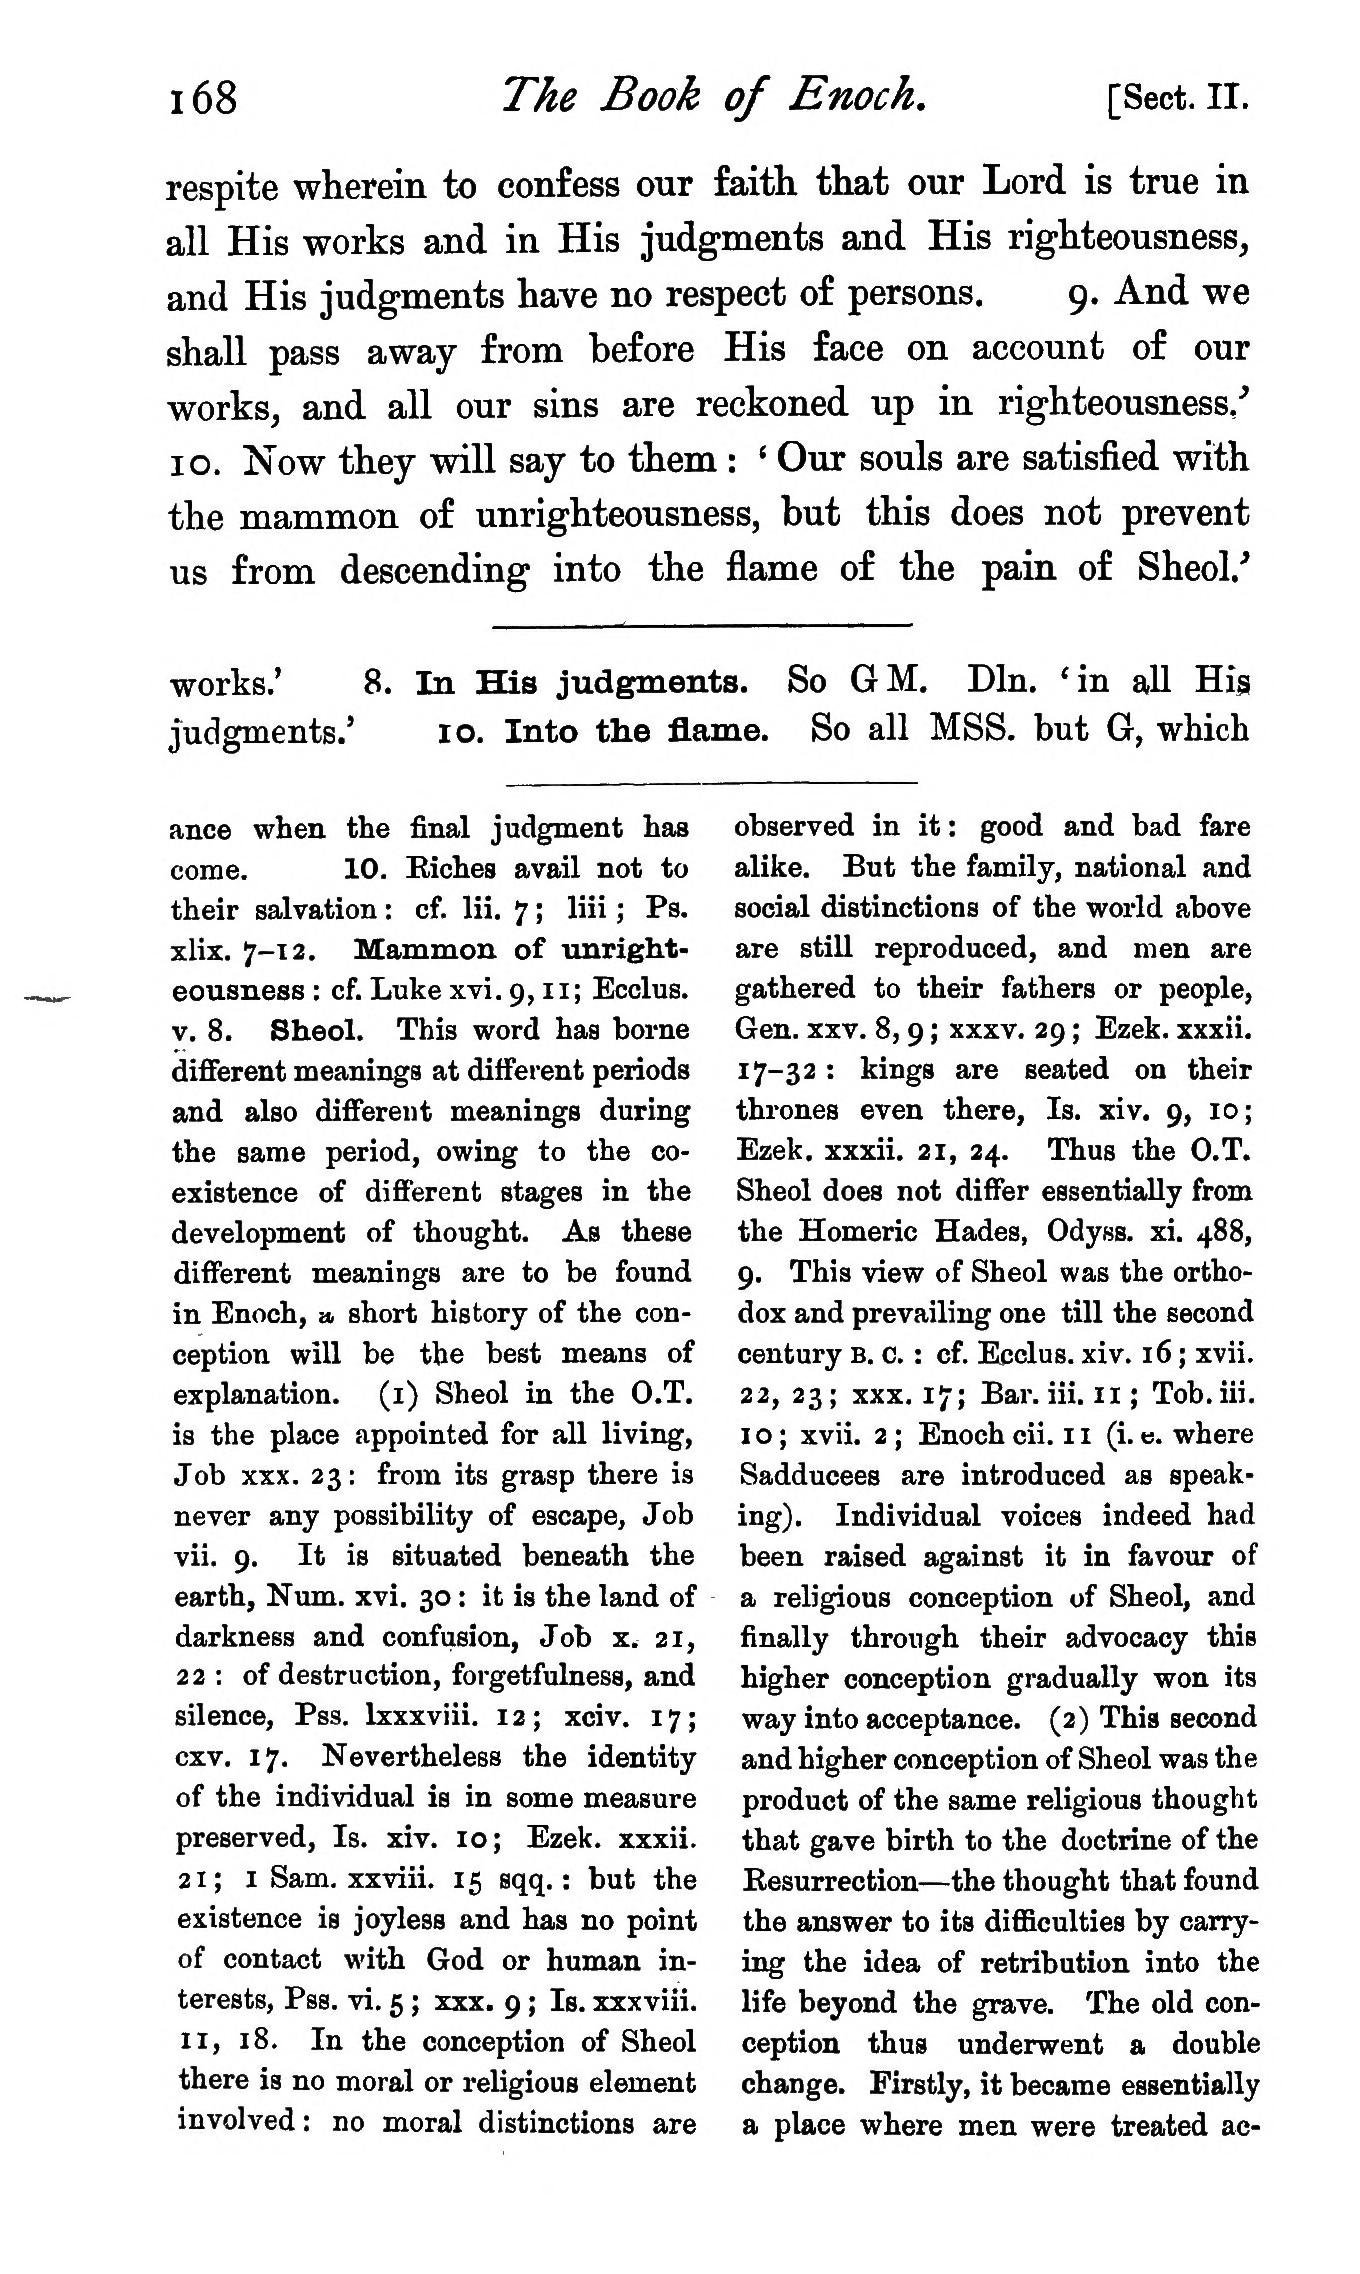 168 The Book of Enoch. [Sect. II.
respite wherein to confess our faith that our Lord is true in
all His works and in His judgments and His righteousness,
and His judgments have no respect of persons. 9. And we
shall pass away from before His face on account of our
works, and all our sins are reckoned up in righteousness.’
10. Now they will say to them : ‘ Our souls are satisfied with
the mammon of unrighteousness, but this does not prevent
us from descending into the flame of the pain of Sheol.’
works.’ 8. In His judgments. So G M. Dln. ‘in all His
judgments.’ 10. Into the flame. So all MSS. but G, which
ance when the final judgment has
come. 10. Riches avail not to
their salvation : cf. lii. 7 ; liii ; Ps.
xlix. 7–12. Mammon of unright-
eousness : cf. Luke xvi. 9, 11; Ecclus.
v. 8. Sheol. This word has borne
different meanings at different periods
and also different meanings during
the same period, owing to the co-
existence of different stages in the
development of thought. As these
different meanings are to be found
in Enoch, a short history of the con-
ception will be the best means of
explanation. (1) Sheol in the O.T.
is the place appointed for all living,
Job xxx. 23 : from its grasp there is
never any possibility of escape, Job
vii. 9. It is situated beneath the
earth, Num. xvi. 30 : it is the land of
darkness and confusion, Job x. 21,
22 : of destruction, forgetfulness, and
silence, Pss. lxxxviii. 12 ; xciv. 17 ;
cxv. 17. Nevertheless the identity
of the individual is in some measure
preserved, Is. xiv. 10 ; Ezek. xxxii.
21 ; 1 Sam. xxviii. 15 sqq. : but the
existence is joyless and has no point
of contact with God or human in-
terests, Pss. vi. 5 ; xxx. 9 ; Is. xxxviii.
11, 18. In the conception of Sheol
there is no moral or religious element
involved : no moral distinctions are
observed in it : good and bad fare
alike. But the family, national and
social distinctions of the world above
are still reproduced, and men are
gathered to their fathers or people,
Gen. xxv. 8, 9 ; xxxv. 29 ; Ezek. xxxii.
17–32 : kings are seated on their
thrones even there, Is. xiv. 9, 10 ;
Ezek. xxxii. 21, 24. Thus the O.T.
Sheol does not differ essentially from
the Homeric Hades, Odyss. xi. 488,
9. This view of Sheol was the ortho-
dox and prevailing one till the second
century B. C. : cf. Ecclus. xiv. 16 ; xvii.
22, 23 ; xxx. 17 ; Bar. iii. 11 ; Tob. iii.
10 ; xvii. 2 ; Enoch cii. 11 (i. e. where
Sadducees are introduced as speak-
ing). Individual voices indeed had
been raised against it in favour of
a religious conception of Sheol, and
finally through their advocacy this
higher conception gradually won its
way into acceptance. (2) This second
and higher conception of Sheol was the
product of the same religious thought
that gave birth to the doctrine of the
Resurrection—the thought that found
the answer to its difficulties by carry-
ing the idea of retribution into the
life beyond the grave. The old con-
ception thus underwent a double
change. Firstly, it became essentially
a place where men were treated ac-